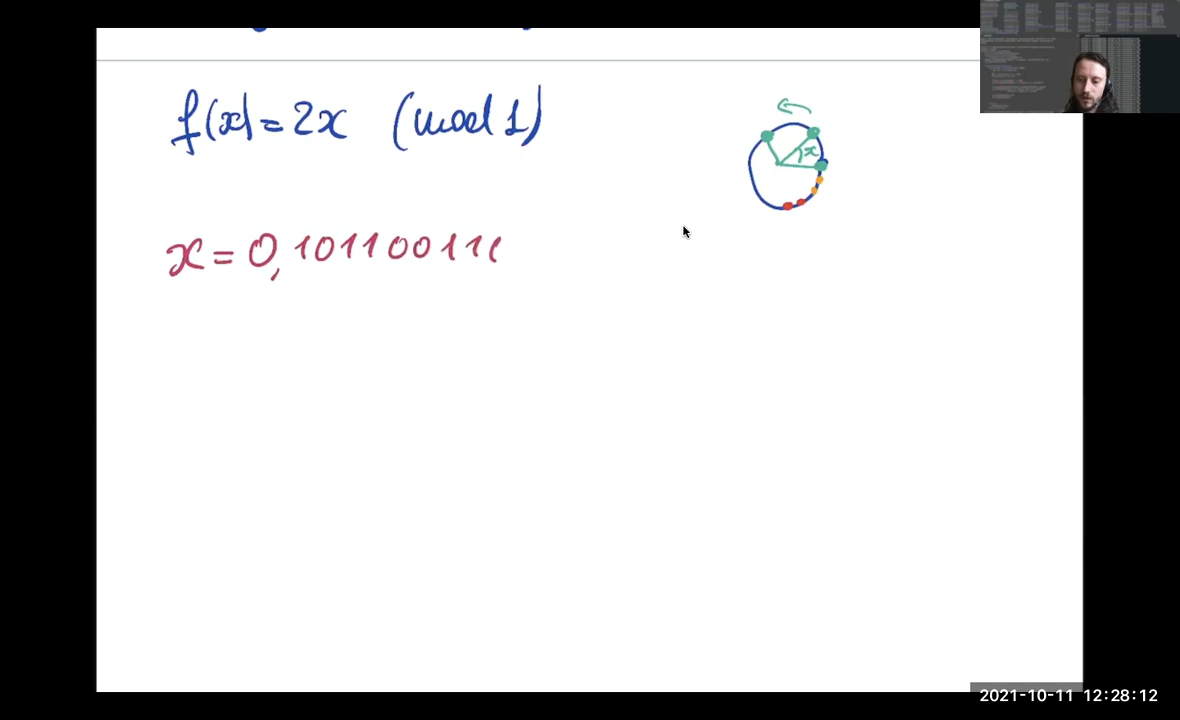 f(x) = 2x (mod 1)
x
x = 0,10110011
2021-10-11 12:28:12